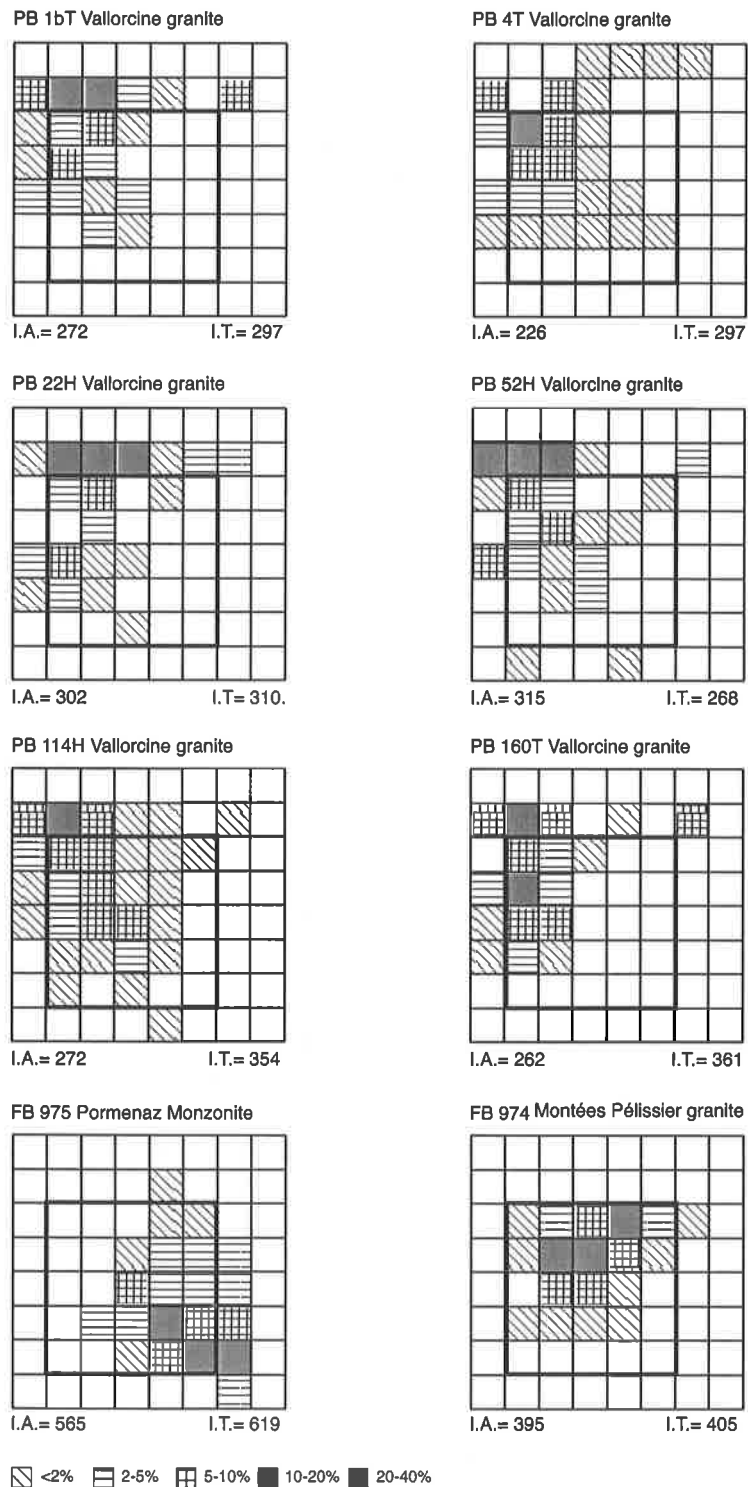 PB 1bT Vallorcine granite
PB 4T Vallorcine granite
I.A.= 272 I.T.= 297
I.A.= 226 I.T.= 297
PB 22H Vallorcine granite
PB 52H Vallorcine granite
I.A.= 302 I.T= 310.
I.A.= 315 I.T.= 268
PB 114H Vallorcine granite
PB 160T Vallorcine granite
I.A.= 272 I.T.= 354
I.A.= 262 I.T.= 361
FB 975 Pormenaz Monzonite
FB 974 Montées Pélissier granite
I.A.= 565 I.T.= 619
I.A.= 395 I.T.= 405
<2% 2-5% 5-10% 10-20% 20-40%